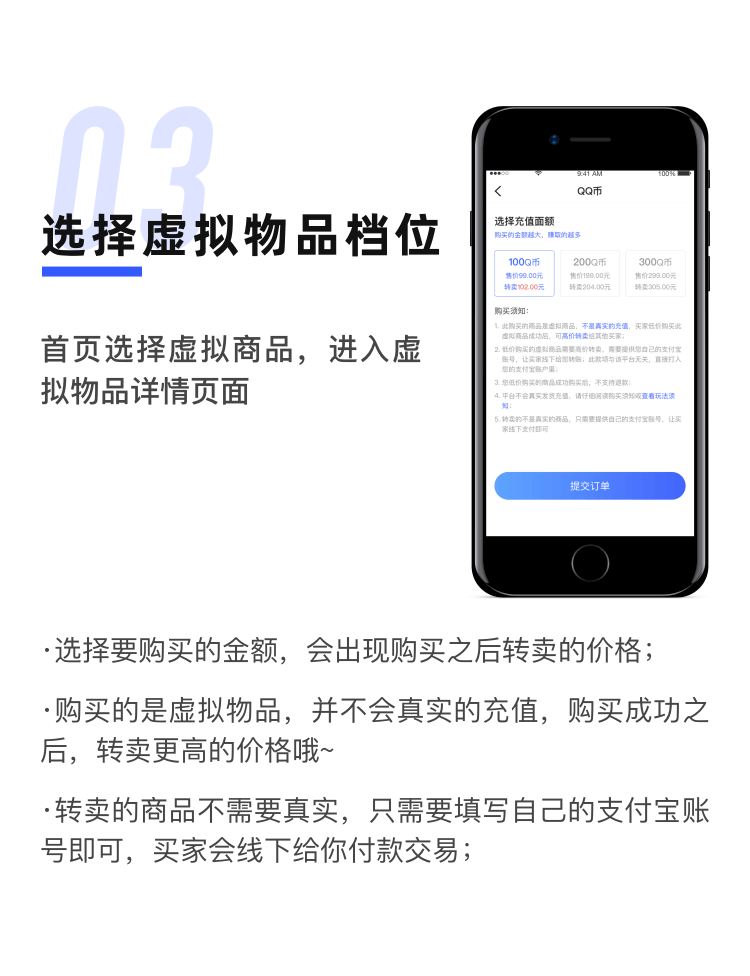 03
选择虚拟物品档位
首页选择虚拟商品，进入虚
拟物品详情页面
9:41 AM
100%
QQ币
选择充值面额
购买的金额越大，赚取的越多
100Q币 200Q币 300Q币
售价99.00元 售价199.00元 售价299.00元
转卖102.00元 转卖204.00元 转卖305.00元
购买须知：
1. 此购买的商品是虚拟商品，不是真实的充值，买家低价购买此
虚拟商品成功后，可高价转卖给其他买家；
2. 低价购买的虚拟商品需要高价转卖，需要提供您自己的支付宝
账号，让买家线下给您转账；此款项与该平台无关，直接打入
您的支付宝账户里；
3. 您低价购买的商品成功购买后，不支持退款；
4. 平台不会真实发货充值，请仔细阅读购买须知或查看玩法须
知；
5. 转卖的不是真实的商品，只需要提供自己的支付宝账号，让买
家线下支付即可
提交订单
·选择要购买的金额，会出现购买之后转卖的价格；
·购买的是虚拟物品，并不会真实的充值，购买成功之
后，转卖更高的价格哦~
·转卖的商品不需要真实，只需要填写自己的支付宝账
号即可，买家会线下给你付款交易；